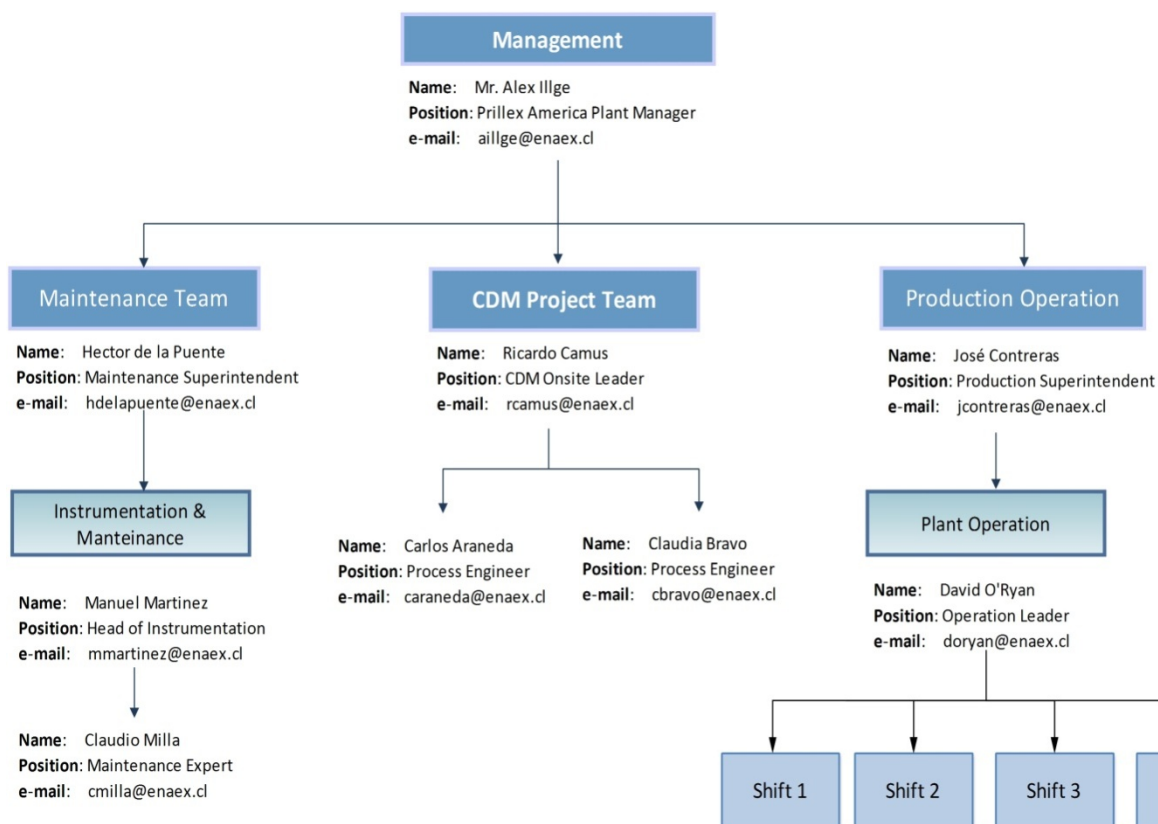 Management
Name: Mr. Alex Illge
Position: Prillex America Plant Manager
e-mail: aillge@enaex.cl
Maintenance Team
Name: Hector de la Puente
Position: Maintenance Superintendent
e-mail: hdelapuente@enaex.cl
Instrumentation &
Manteinance
Name: Manuel Martinez
Position: Head of Instrumentation
e-mail: mmartinez@enaex.cl
Name: Claudio Milla
Position: Maintenance Expert
e-mail: cmilla@enaex.cl
CDM Project Team
Name: Ricardo Camus
Position: CDM Onsite Leader
e-mail: rcamus@enaex.cl
Name: Carlos Araneda
Position: Process Engineer
e-mail: caraneda@enaex.cl
Name: Claudia Bravo
Position: Process Engineer
e-mail: cbravo@enaex.cl
Production Operation
Name: José Contreras
Position: Production Superintendent
e-mail: jcontreras@enaex.cl
Plant Operation
Name: David O'Ryan
Position: Operation Leader
e-mail: doryan@enaex.cl
Shift 1
Shift 2
Shift 3